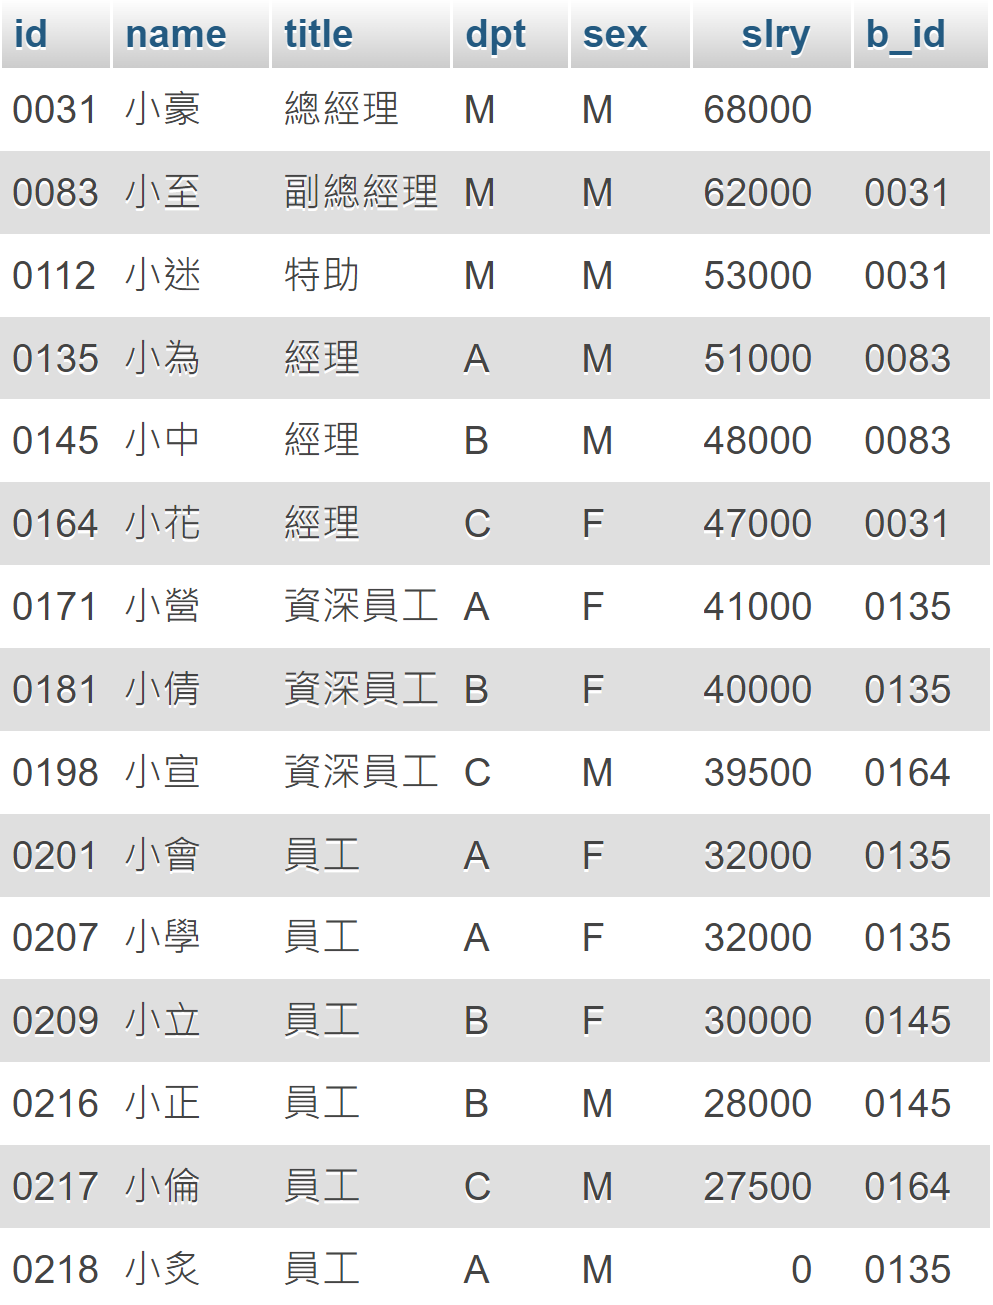 id name title dpt sex slry b_id
0031 小豪 總經理 M M 68000
0083 小至 副總經理 M M 62000 0031
0112 小迷 特助 M M 53000 0031
0135 小為 經理 A M 51000 0083
0145 小中 經理 B M 48000 0083
0164 小花 經理 C F 47000 0031
0171 小營 資深員工 A F 41000 0135
0181 小倩 資深員工 B F 40000 0135
0198 小宣 資深員工 C M 39500 0164
0201 小會 員工 A F 32000 0135
0207 小學 員工 A F 32000 0135
0209 小立 員工 B F 30000 0145
0216 小正 員工 B M 28000 0145
0217 小倫 員工 C M 27500 0164
0218 小炙 員工 A M 0 0135